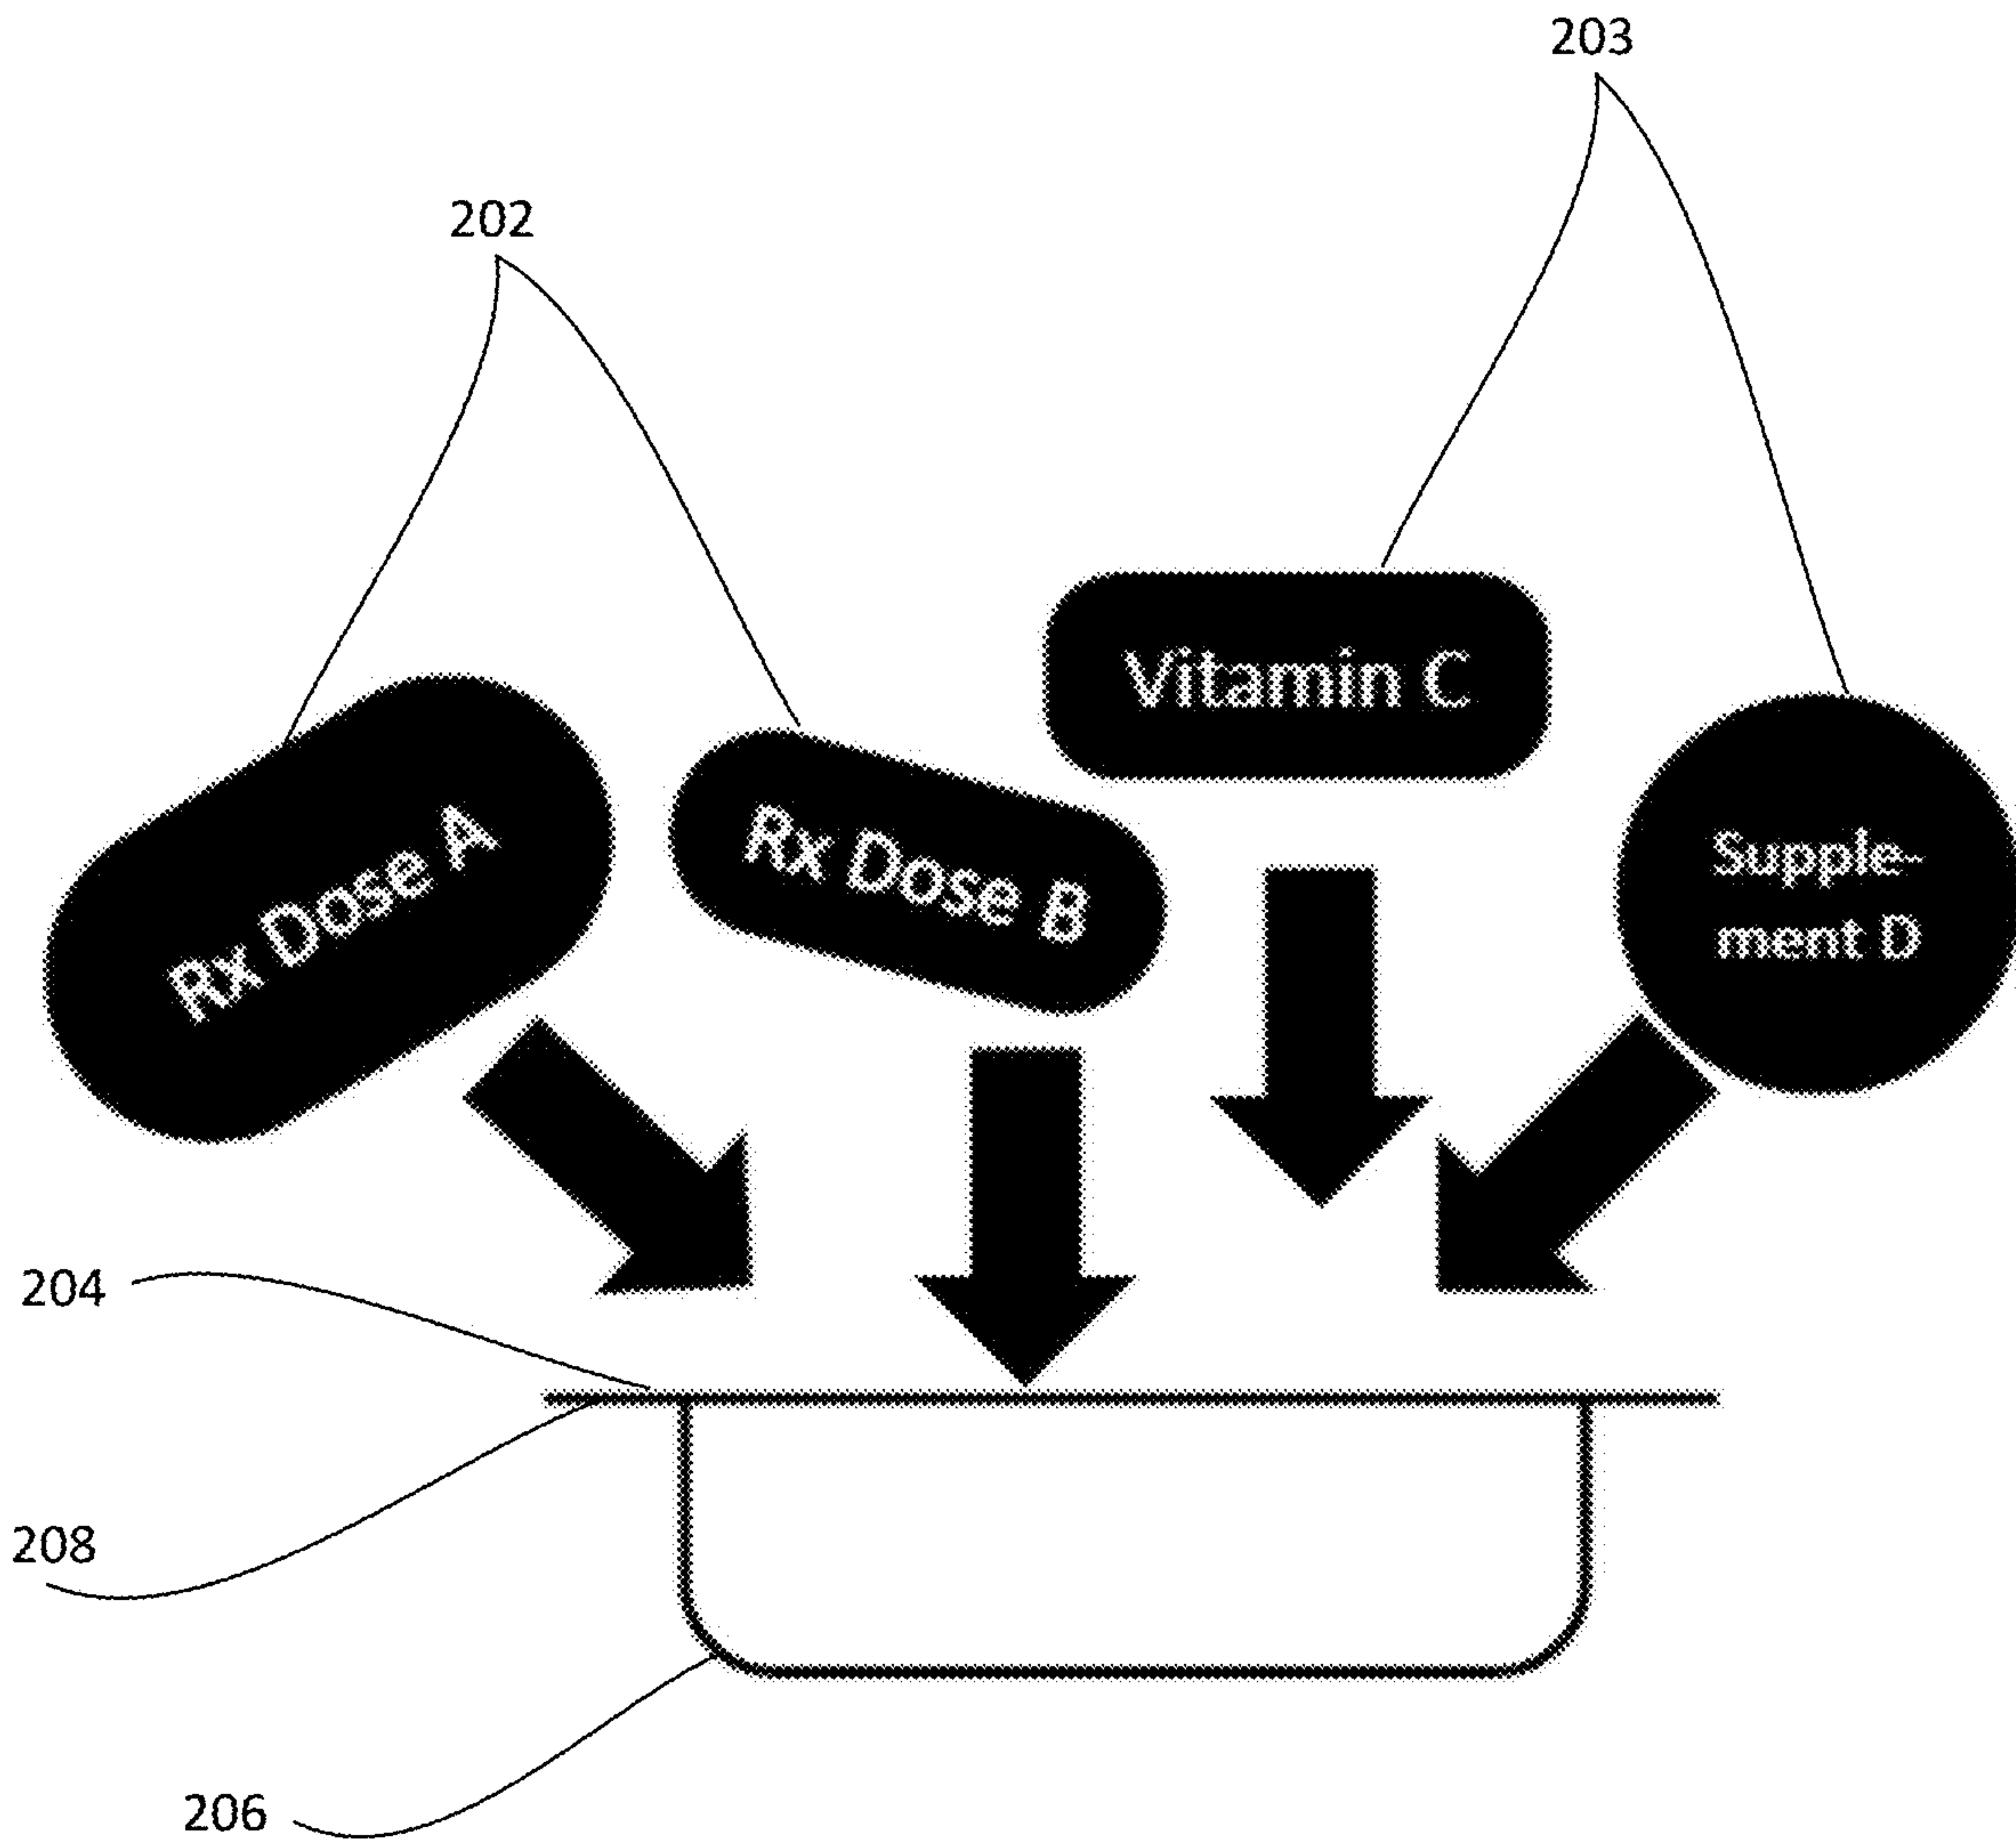 203
202
Vitamin C
Rx Dose A
Rx Dose B
Supple-
ment D
204
208
206